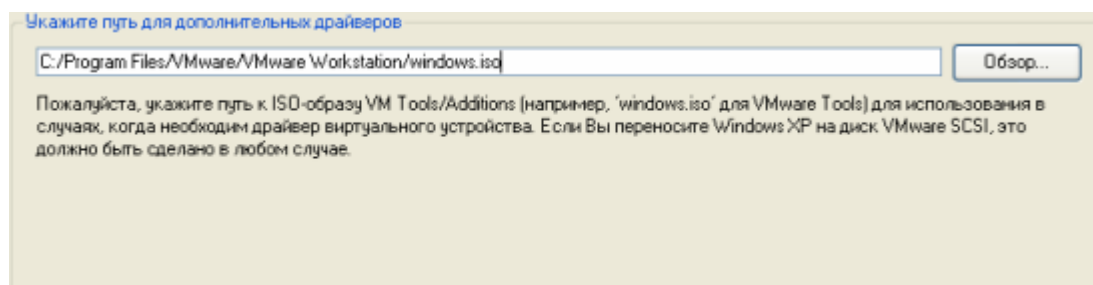 Укажите путь для дополнительных драйверов
C:/Program Files/VMware/VMware Workstation/windows.iso
Обзор...
Пожалуйста, укажите путь к ISO-образу VM Tools/Additions (например, 'windows.iso' для VMware Tools) для использования в
случаях, когда необходим драйвер виртуального устройства. Если Вы переносите Windows XP на диск VMware SCSI, это
должно быть сделано в любом случае.